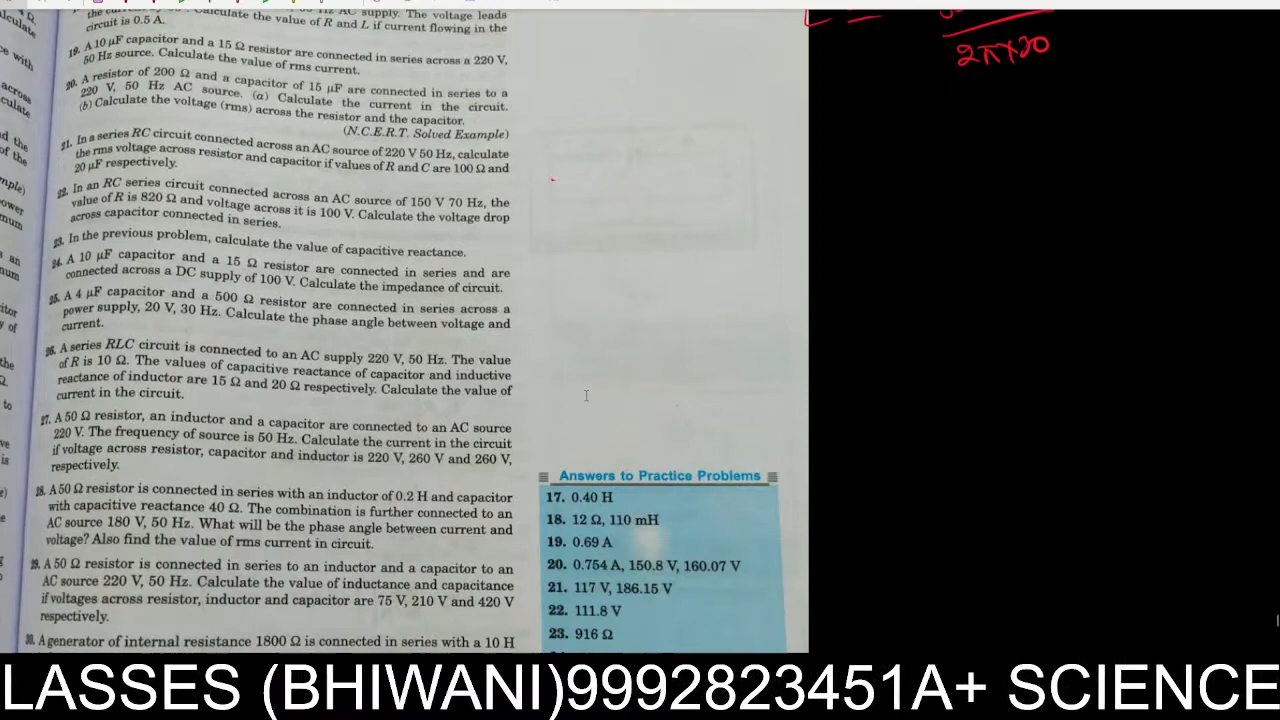 the current by 60°. Calculate the value of R and L if current flowing in the
circuit is 0.5 A.
19. A 10 μF capacitor and a 15 Ω resistor are connected in series across a 220 V,
50 Hz source. Calculate the value of rms current.
20. A resistor of 200 Ω and a capacitor of 15 μF are connected in series to a
220 V, 50 Hz AC source. (a) Calculate the current in the circuit.
(b) Calculate the voltage (rms) across the resistor and the capacitor.
(N.C.E.R.T. Solved Example)
21. In a series RC circuit connected across an AC source of 220 V 50 Hz, calculate
the rms voltage across resistor and capacitor if values of R and C are 100 Ω and
20 μF respectively.
22. In an RC series circuit connected across an AC source of 150 V 70 Hz, the
value of R is 820 Ω and voltage across it is 100 V. Calculate the voltage drop
across capacitor connected in series.
23. In the previous problem, calculate the value of capacitive reactance.
24. A 10 μF capacitor and a 15 Ω resistor are connected in series and are
connected across a DC supply of 100 V. Calculate the impedance of circuit.
25. A 4 μF capacitor and a 500 Ω resistor are connected in series across a
power supply, 20 V, 30 Hz. Calculate the phase angle between voltage and
current.
26. A series RLC circuit is connected to an AC supply 220 V, 50 Hz. The value
of R is 10 Ω. The values of capacitive reactance of capacitor and inductive
reactance of inductor are 15 Ω and 20 Ω respectively. Calculate the value of
current in the circuit.
27. A 50 Ω resistor, an inductor and a capacitor are connected to an AC source
220 V. The frequency of source is 50 Hz. Calculate the current in the circuit
if voltage across resistor, capacitor and inductor is 220 V, 260 V and 260 V,
respectively.
28. A 50 Ω resistor is connected in series with an inductor of 0.2 H and capacitor
with capacitive reactance 40 Ω. The combination is further connected to an
AC source 180 V, 50 Hz. What will be the phase angle between current and
voltage? Also find the value of rms current in circuit.
29. A 50 Ω resistor is connected in series to an inductor and a capacitor to an
AC source 220 V, 50 Hz. Calculate the value of inductance and capacitance
if voltages across resistor, inductor and capacitor are 75 V, 210 V and 420 V
respectively.
30. A generator of internal resistance 1800 Ω is connected in series with a 10 H
2π×20
Answers to Practice Problems
17. 0.40 H
18. 12 Ω, 110 mH
19. 0.69 A
20. 0.754 A, 150.8 V, 160.07 V
21. 117 V, 186.15 V
22. 111.8 V
23. 916 Ω
LASSES (BHIWANI)9992823451A+ SCIENCE